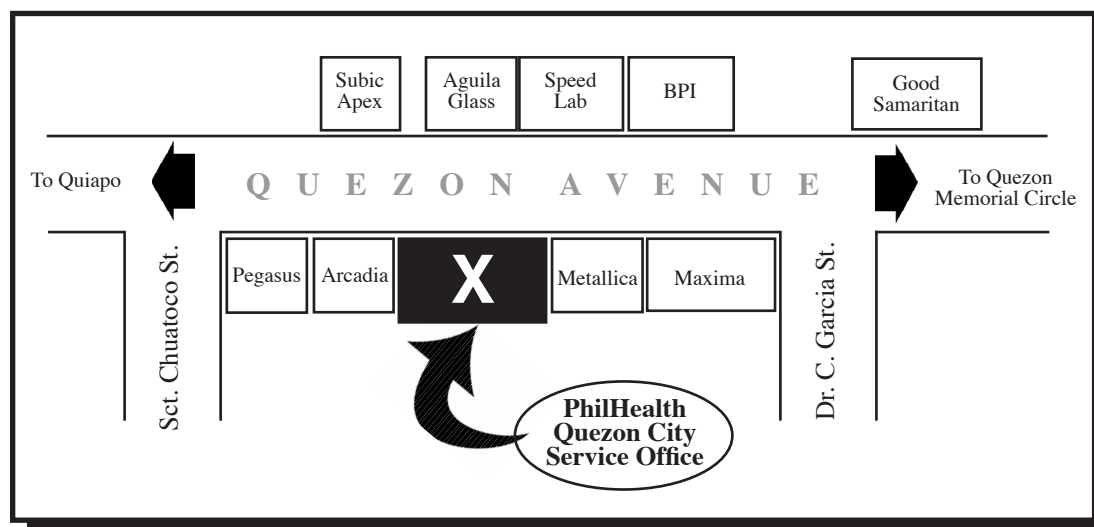 Subic
Apex
Aguila
Glass
Speed
Lab
BPI
Good
Samaritan
To Quiapo
QUEZON AVENUE
To Quezon
Memorial Circle
Sct. Chuatoco St.
Pegasus
Arcadia
X
Metallica
Maxima
Dr. C. Garcia St.
PhilHealth
Quezon City
Service Office